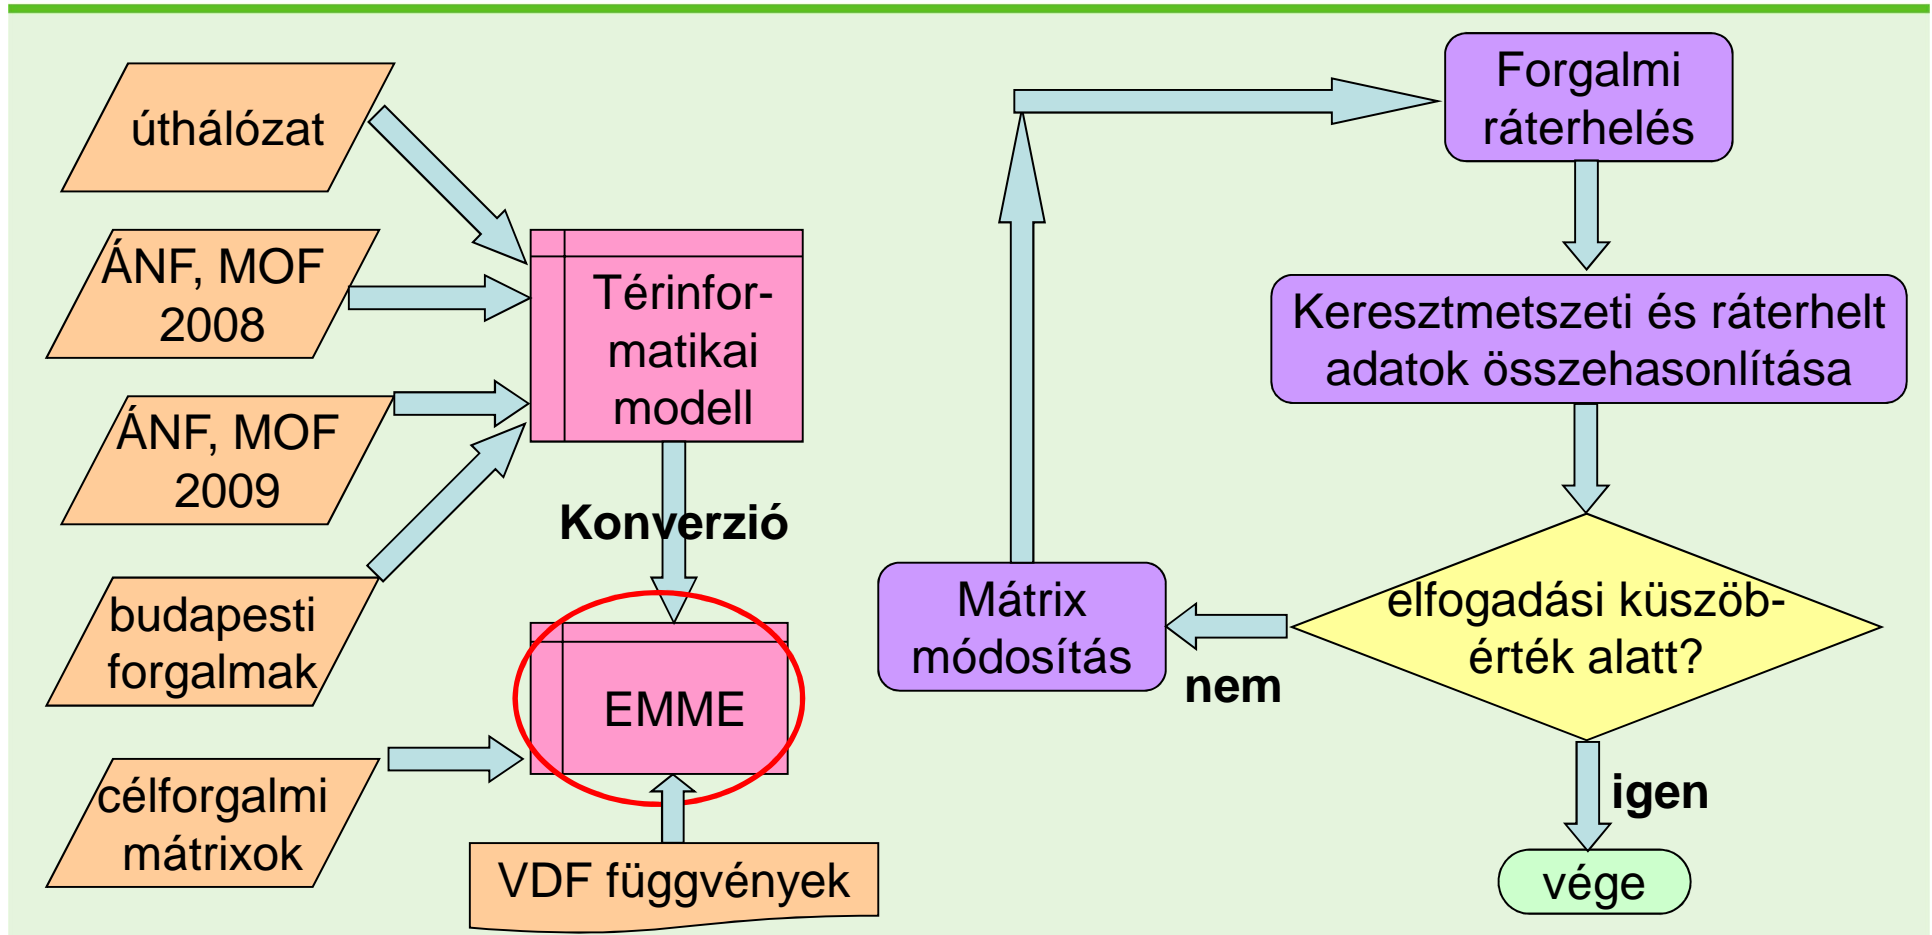 úthálózat
ÁNF, MOF
2008
ÁNF, MOF
2009
budapesti
forgalmak
célforgalmi
mátrixok
Térinfor-
matikai
modell
Konverzió
EMME
VDF függvények
Forgalmi
ráterhelés
Keresztmetszeti és ráterhelt
adatok összehasonlítása
elfogadási küszöb-
érték alatt?
nem
Mátrix
módosítás
igen
vége